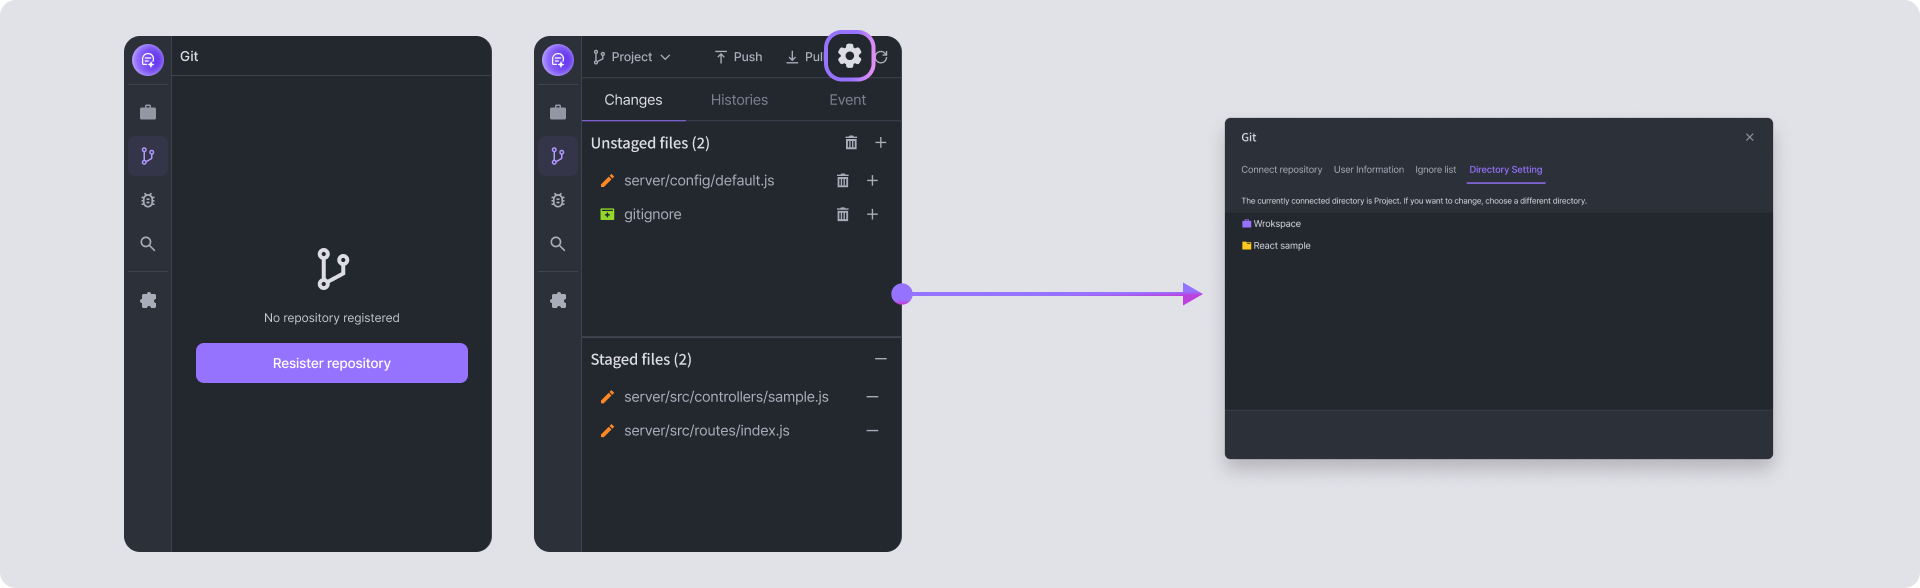 Git
No repository registered
Resister repository
Project
Push
Pul
Changes
Histories
Event
Unstaged files (2)
server/config/default.js
gitignore
Staged files (2)
server/src/controllers/sample.js
server/src/routes/index.js
Git
Connect repository
User Information
Ignore list
Directory Setting
The currently connected directory is Project. If you want to change, choose a different directory.
Wrokspace
React sample